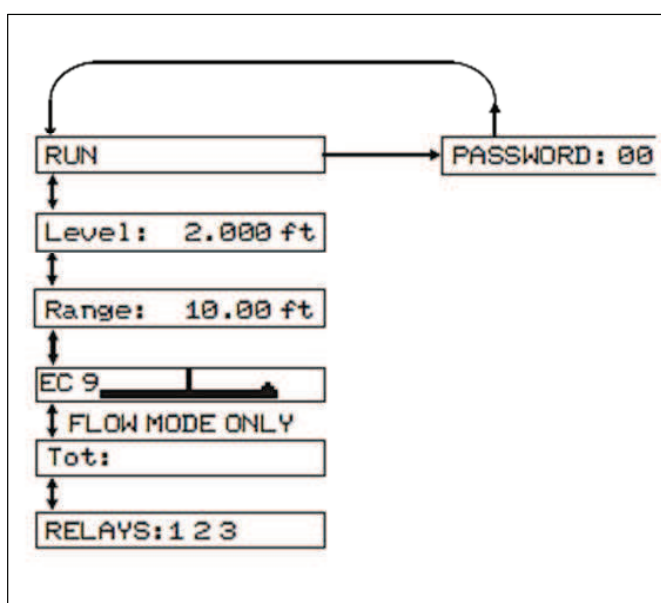 RUN
PASSWORD: 00
Level: 2.000 ft
Range: 10.00 ft
EC 9
FLOW MODE ONLY
Tot:
RELAYS:1 2 3